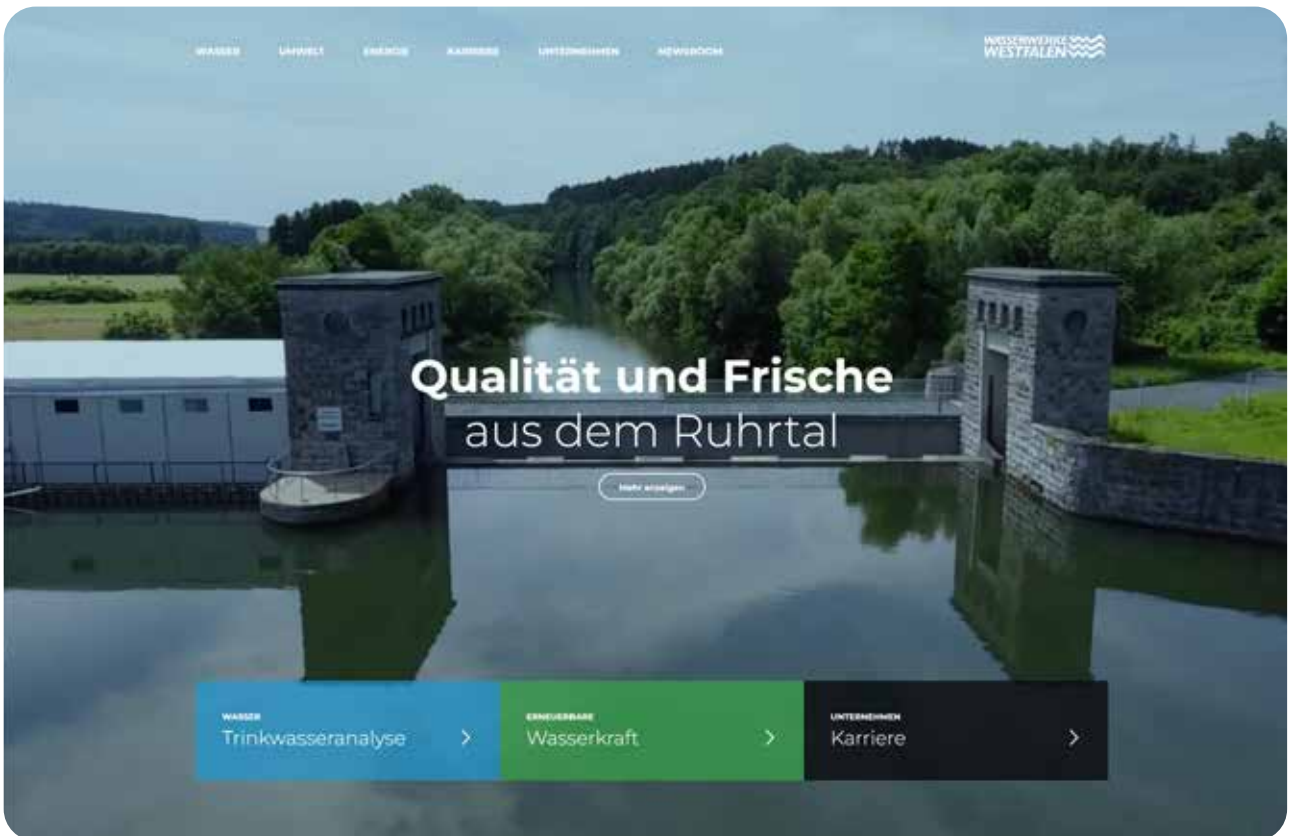 WASSER UMWELT ENERGIE KARRIERE UNTERNEHMEN NEWSROOM
WASSERWERKE
WESTFALEN
Qualität und Frische
aus dem Ruhrtal
Mehr anzeigen
WASSER
Trinkwasseranalyse
ERNEUERBARE
Wasserkraft
UNTERNEHMEN
Karriere